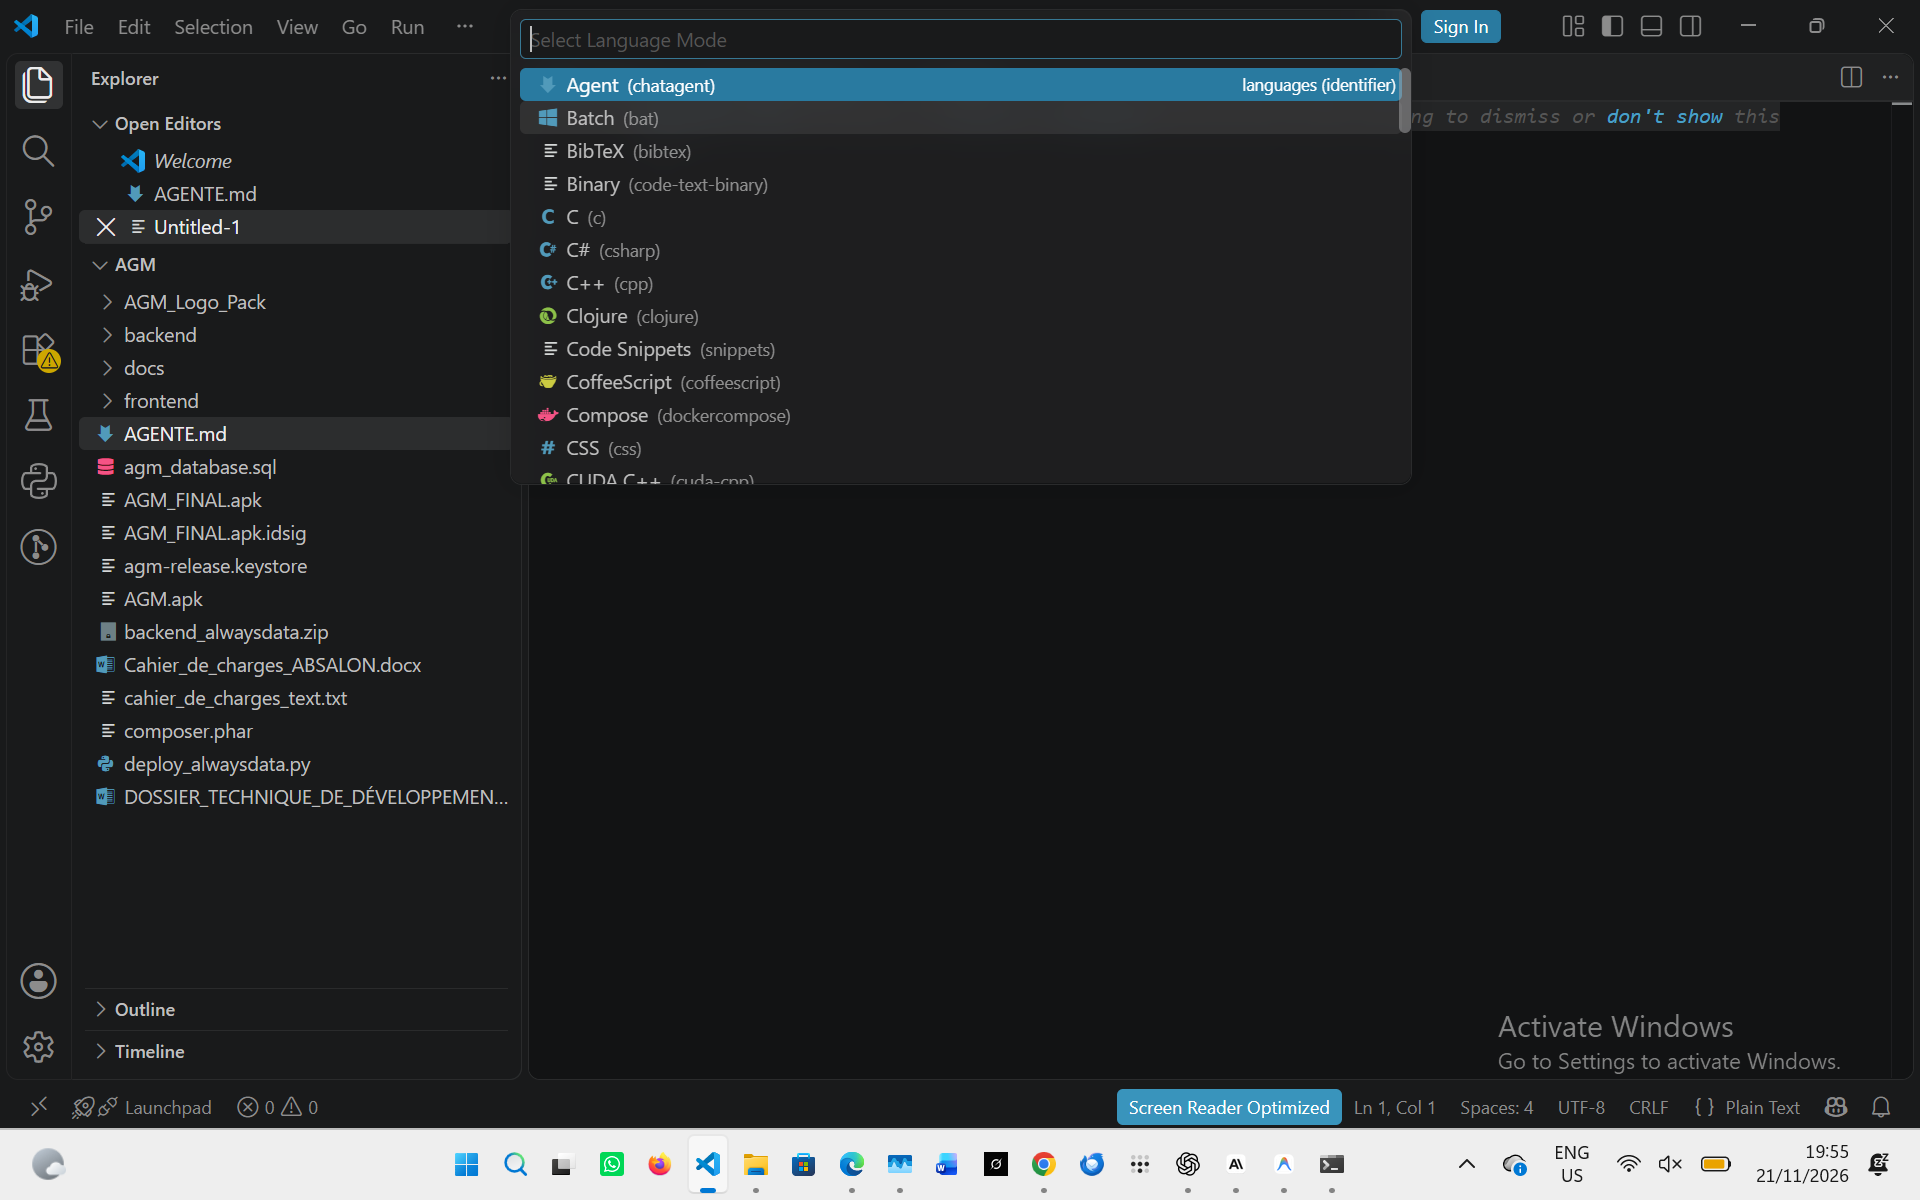 File Edit Selection View Go Run ···
Select Language Mode
Sign In
Explorer
Open Editors
Welcome
AGENTE.md
Untitled-1
AGM
AGM_Logo_Pack
backend
docs
frontend
AGENTE.md
agm_database.sql
AGM_FINAL.apk
AGM_FINAL.apk.idsig
agm-release.keystore
AGM.apk
backend_alwaysdata.zip
Cahier_de_charges_ABSALON.docx
cahier_de_charges_text.txt
composer.phar
deploy_alwaysdata.py
DOSSIER_TECHNIQUE_DE_DÉVELOPPEMEN...
Outline
Timeline
Agent (chatagent) languages (identifier)
Batch (bat)
BibTeX (bibtex)
Binary (code-text-binary)
C (c)
C# (csharp)
C++ (cpp)
Clojure (clojure)
Code Snippets (snippets)
CoffeeScript (coffeescript)
Compose (dockercompose)
CSS (css)
CUDA C++ (cuda-cpp)
ng to dismiss or don't show this
Activate Windows
Go to Settings to activate Windows.
Launchpad 0 0
Screen Reader Optimized Ln 1, Col 1 Spaces: 4 UTF-8 CRLF { } Plain Text
ENG
US
19:55
21/11/2026